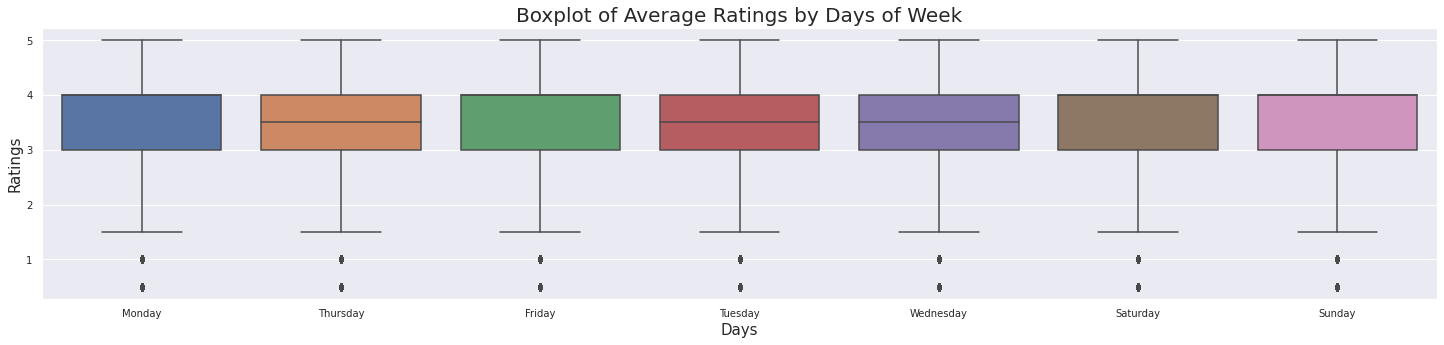 Boxplot of Average Ratings by Days of Week
Ratings
5
4
3
2
1
Monday Thursday Friday Tuesday Wednesday Saturday Sunday
Days